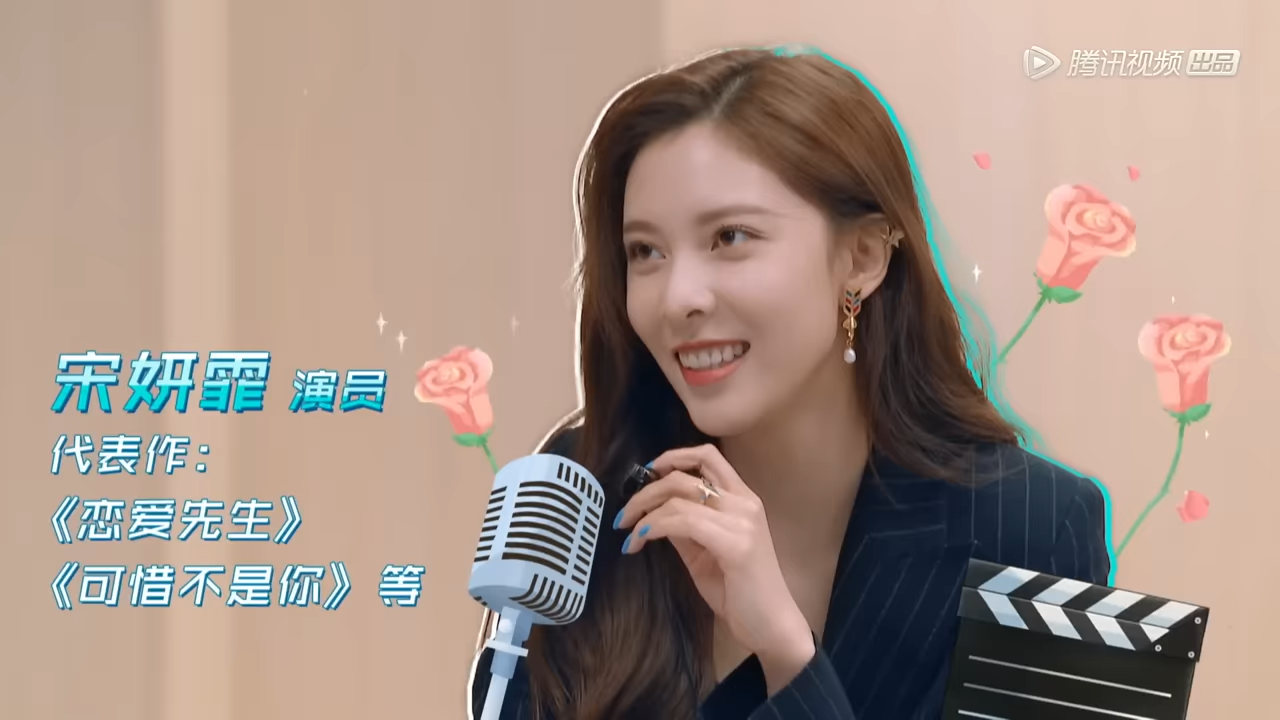 腾讯视频 出品
宋妍霏 演员
代表作：
《恋爱先生》
《可惜不是你》等